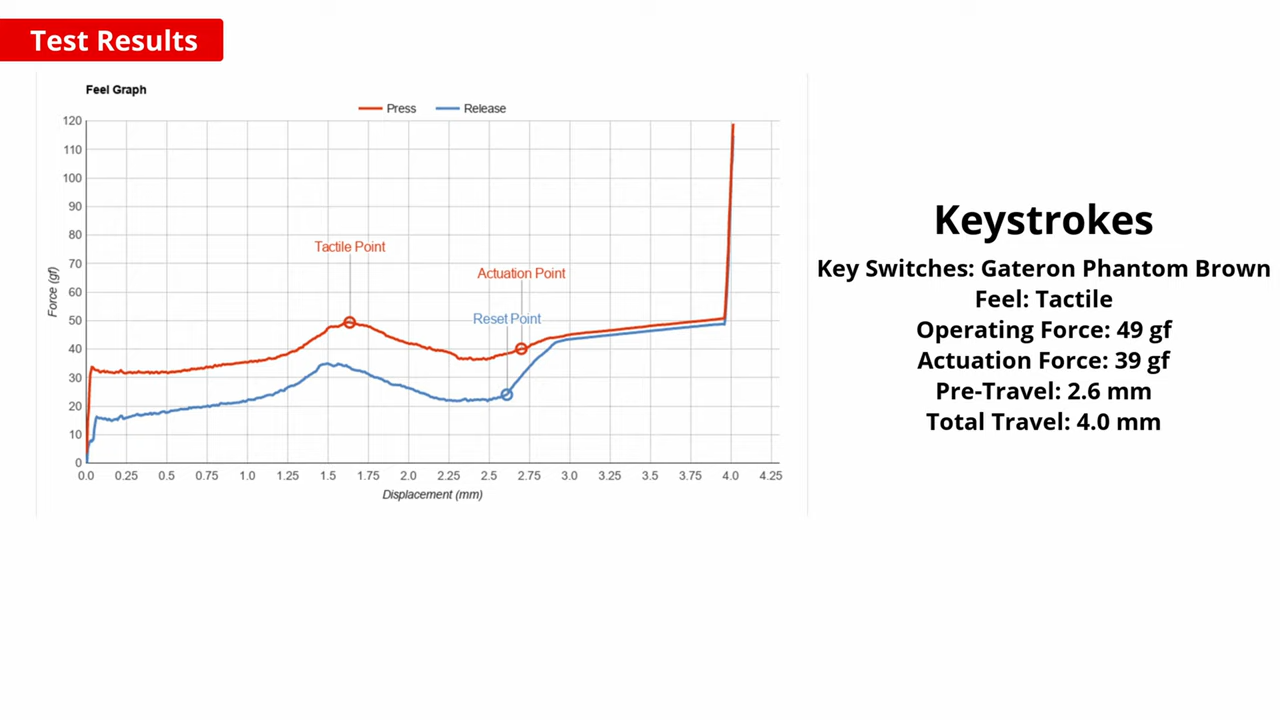 Test Results
Feel Graph
Press
Release
120
110
100
90
80
70
60
50
40
30
20
10
0
Force (gf)
Tactile Point
Actuation Point
Reset Point
0.0 0.25 0.5 0.75 1.0 1.25 1.5 1.75 2.0 2.25 2.5 2.75 3.0 3.25 3.5 3.75 4.0 4.25
Displacement (mm)
Keystrokes
Key Switches: Gateron Phantom Brown
Feel: Tactile
Operating Force: 49 gf
Actuation Force: 39 gf
Pre-Travel: 2.6 mm
Total Travel: 4.0 mm